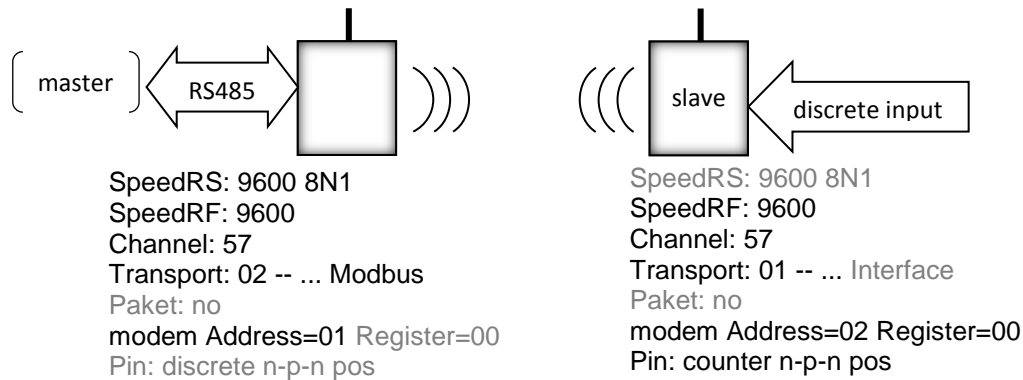 master
RS485
slave
discrete input
SpeedRS: 9600 8N1
SpeedRF: 9600
Channel: 57
Transport: 02 -- ... Modbus
Paket: no
modem Address=01 Register=00
Pin: discrete n-p-n pos
SpeedRS: 9600 8N1
SpeedRF: 9600
Channel: 57
Transport: 01 -- ... Interface
Paket: no
modem Address=02 Register=00
Pin: counter n-p-n pos